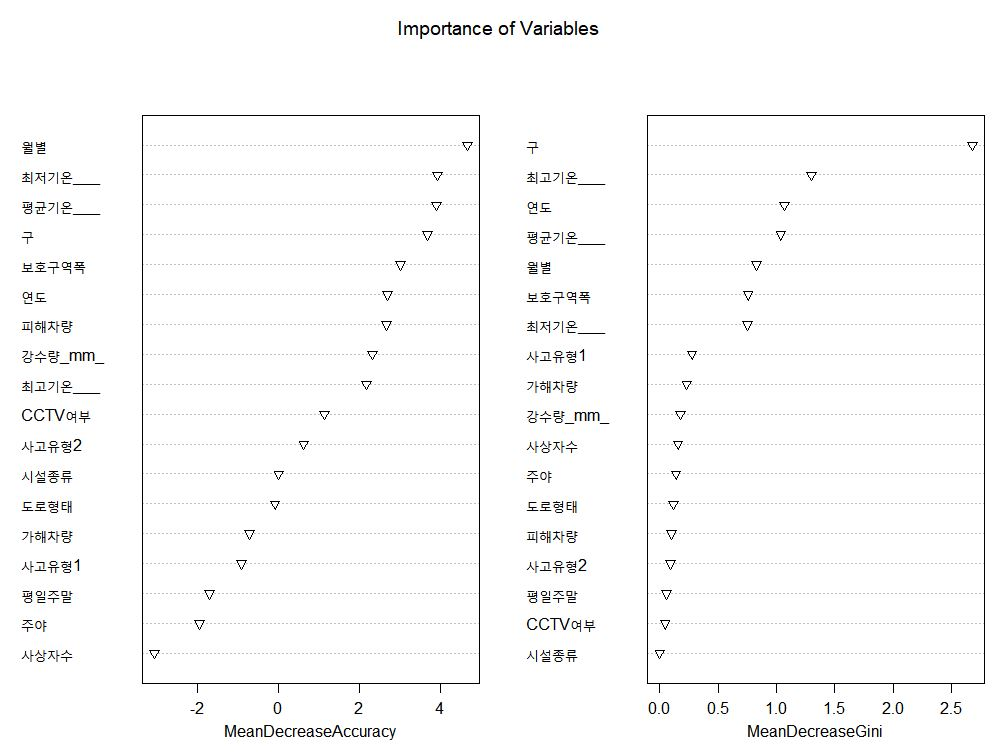 Importance of Variables
월별
최저기온____
평균기온____
구
보호구역폭
연도
피해차량
강수량_mm_
최고기온____
CCTV여부
사고유형2
시설종류
도로형태
가해차량
사고유형1
평일주말
주야
사상자수
-2 0 2 4
MeanDecreaseAccuracy
구
최고기온____
연도
평균기온____
월별
보호구역폭
최저기온____
사고유형1
가해차량
강수량_mm_
사상자수
주야
도로형태
피해차량
사고유형2
평일주말
CCTV여부
시설종류
0.0 0.5 1.0 1.5 2.0 2.5
MeanDecreaseGini